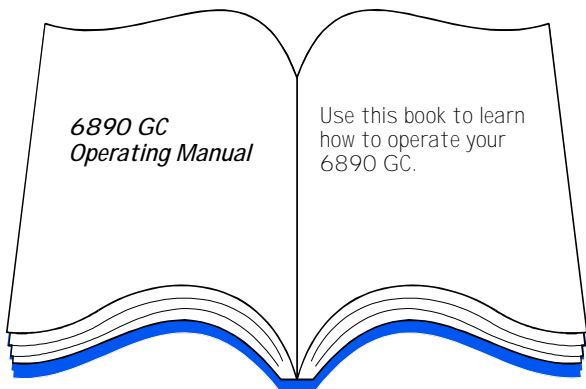 6890 GC
Operating Manual
Use this book to learn
how to operate your
6890 GC.